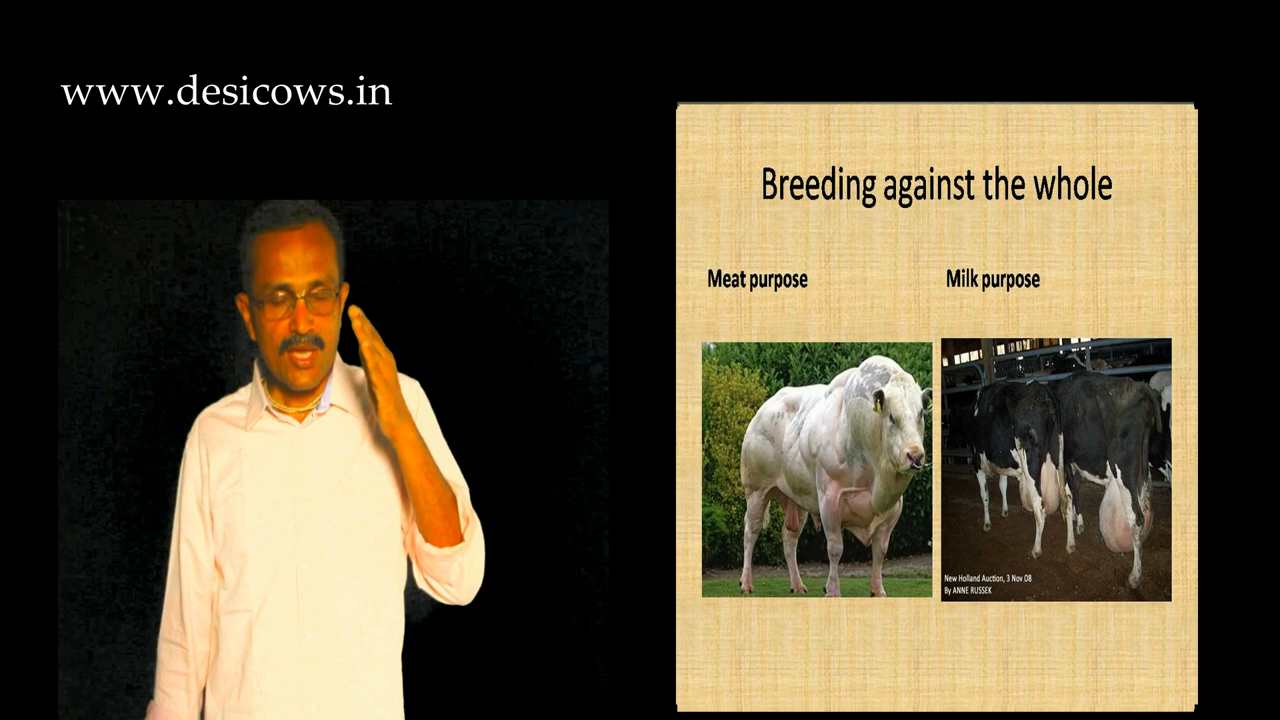 www.desicows.in
Breeding against the whole
Meat purpose
Milk purpose
New Holland Auction, 3 Nov 08
By ANNE RUSSEK